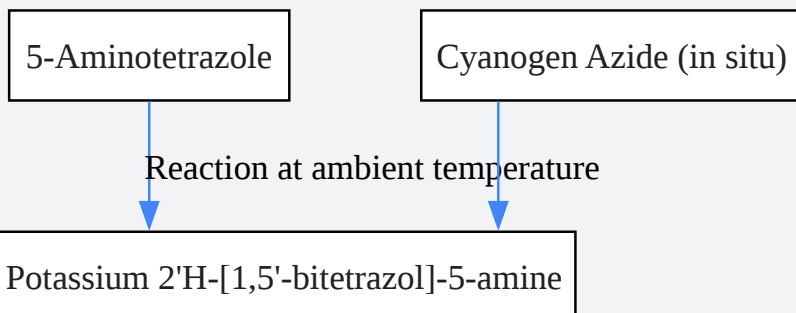 5-Aminotetrazole
Cyanogen Azide (in situ)
Reaction at ambient temperature
Potassium 2'H-[1,5'-bitetrazol]-5-amine